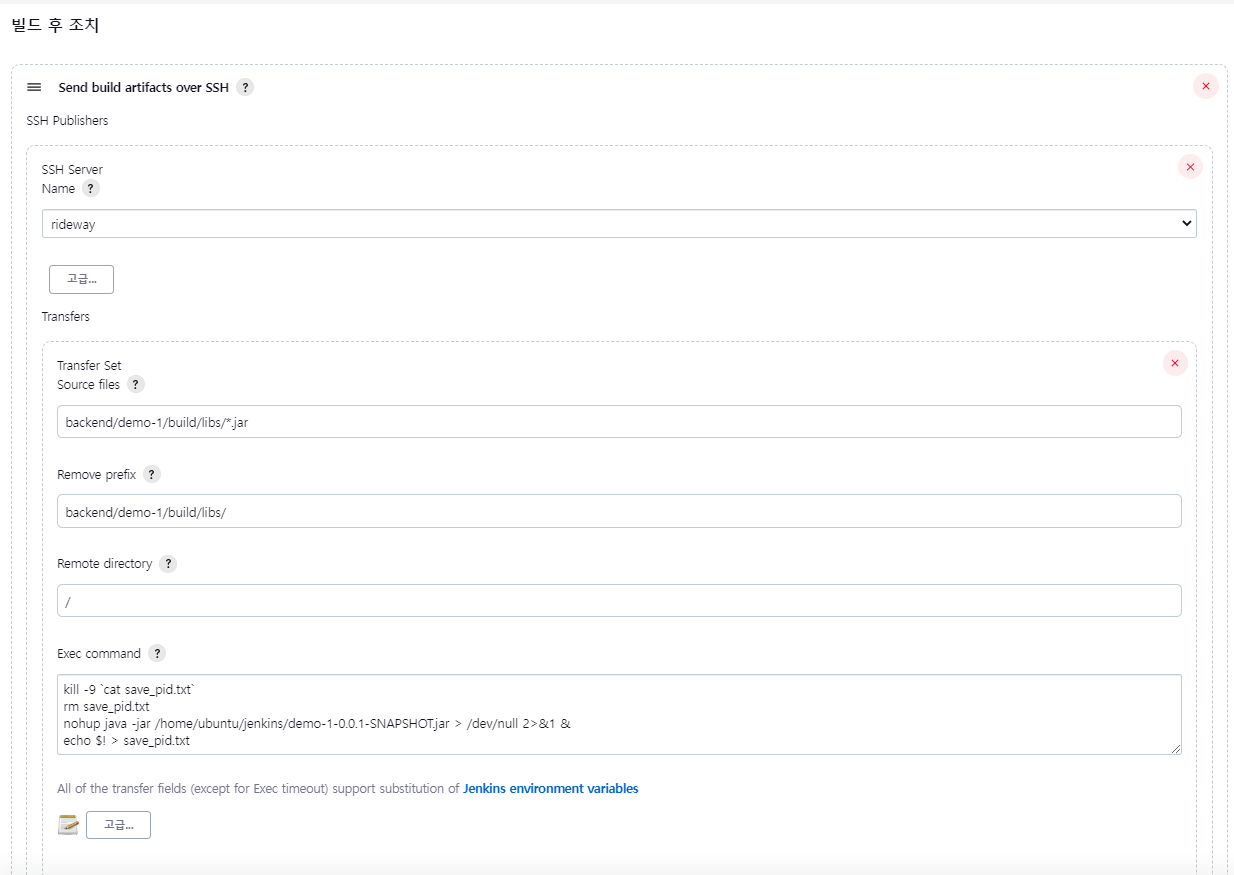 빌드 후 조치
Send build artifacts over SSH ?
SSH Publishers
SSH Server
Name ?
rideway
고급...
Transfers
Transfer Set
Source files ?
backend/demo-1/build/libs/*.jar
Remove prefix ?
backend/demo-1/build/libs/
Remote directory ?
/
Exec command ?
kill -9 `cat save_pid.txt`
rm save_pid.txt
nohup java -jar /home/ubuntu/jenkins/demo-1-0.0.1-SNAPSHOT.jar > /dev/null 2>&1 &
echo $! > save_pid.txt
All of the transfer fields (except for Exec timeout) support substitution of Jenkins environment variables
고급...